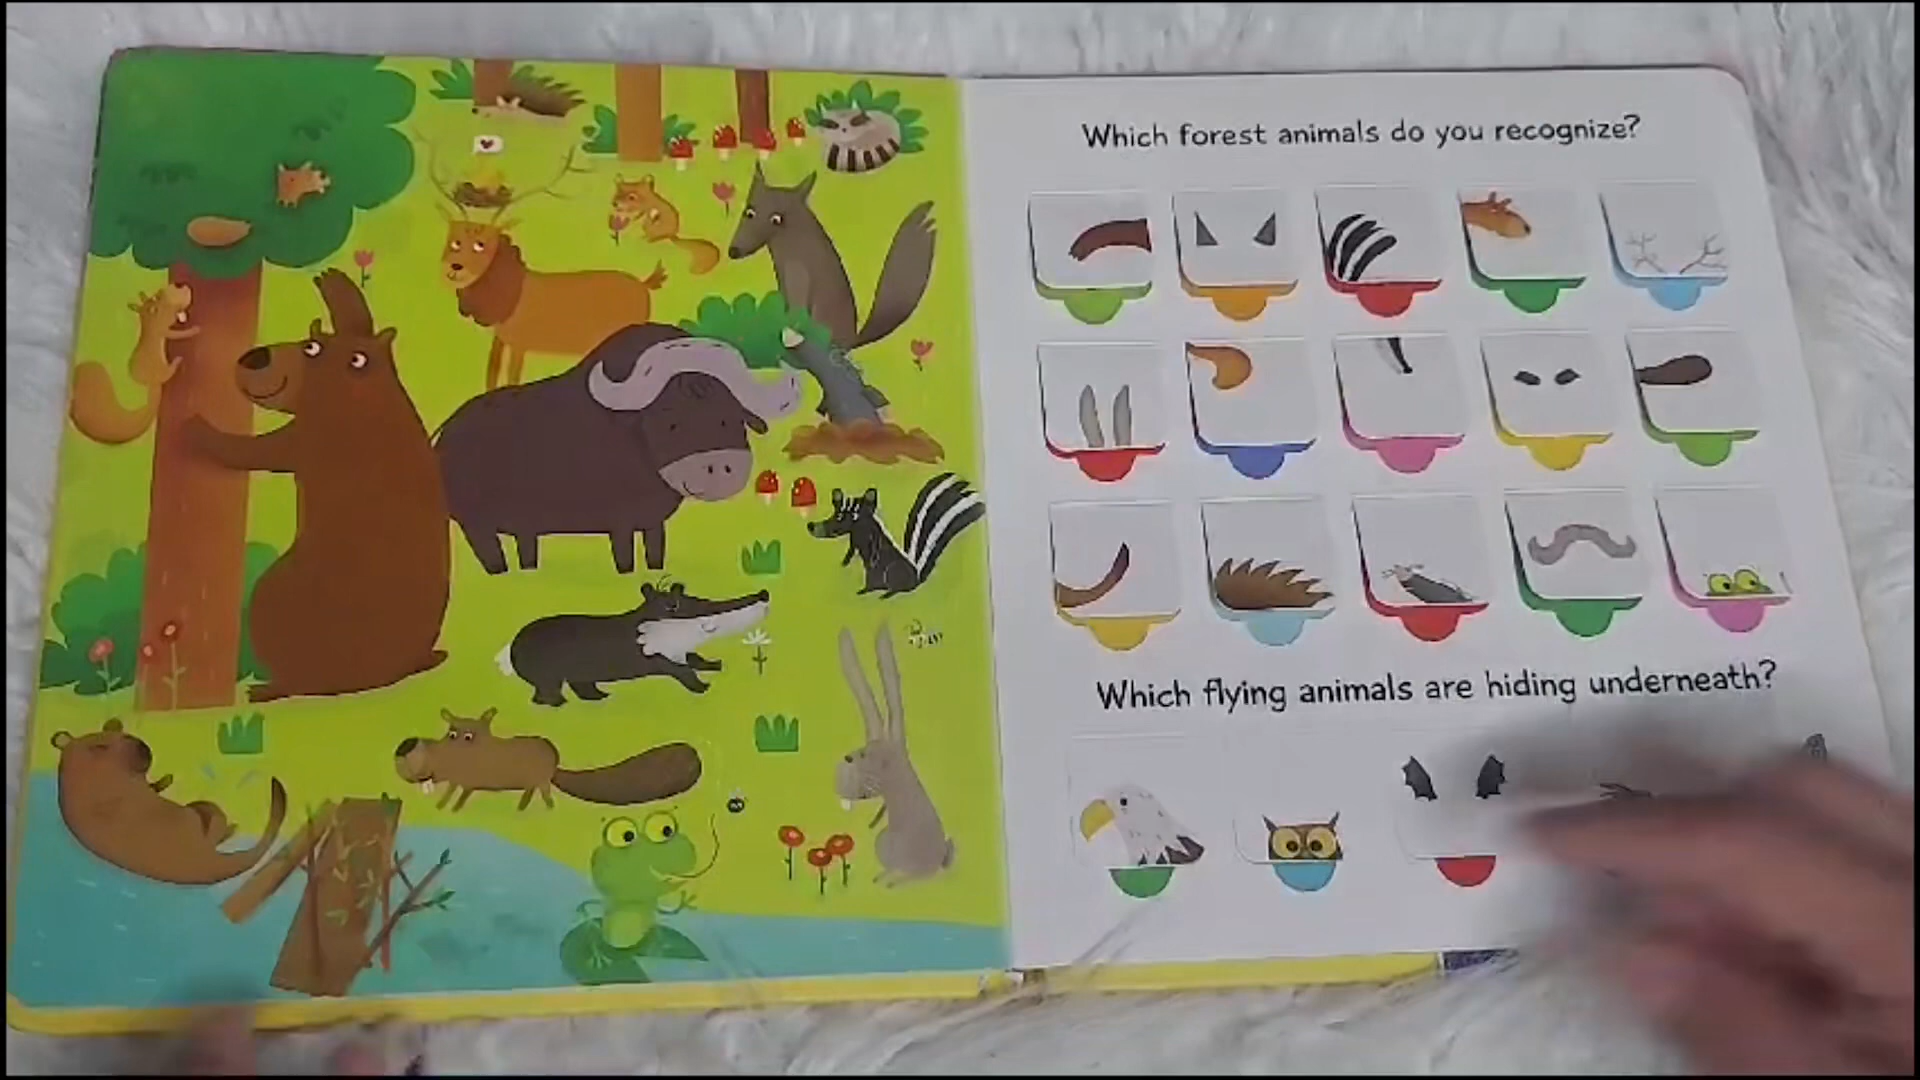 Which forest animals do you recognize?
Which flying animals are hiding underneath?